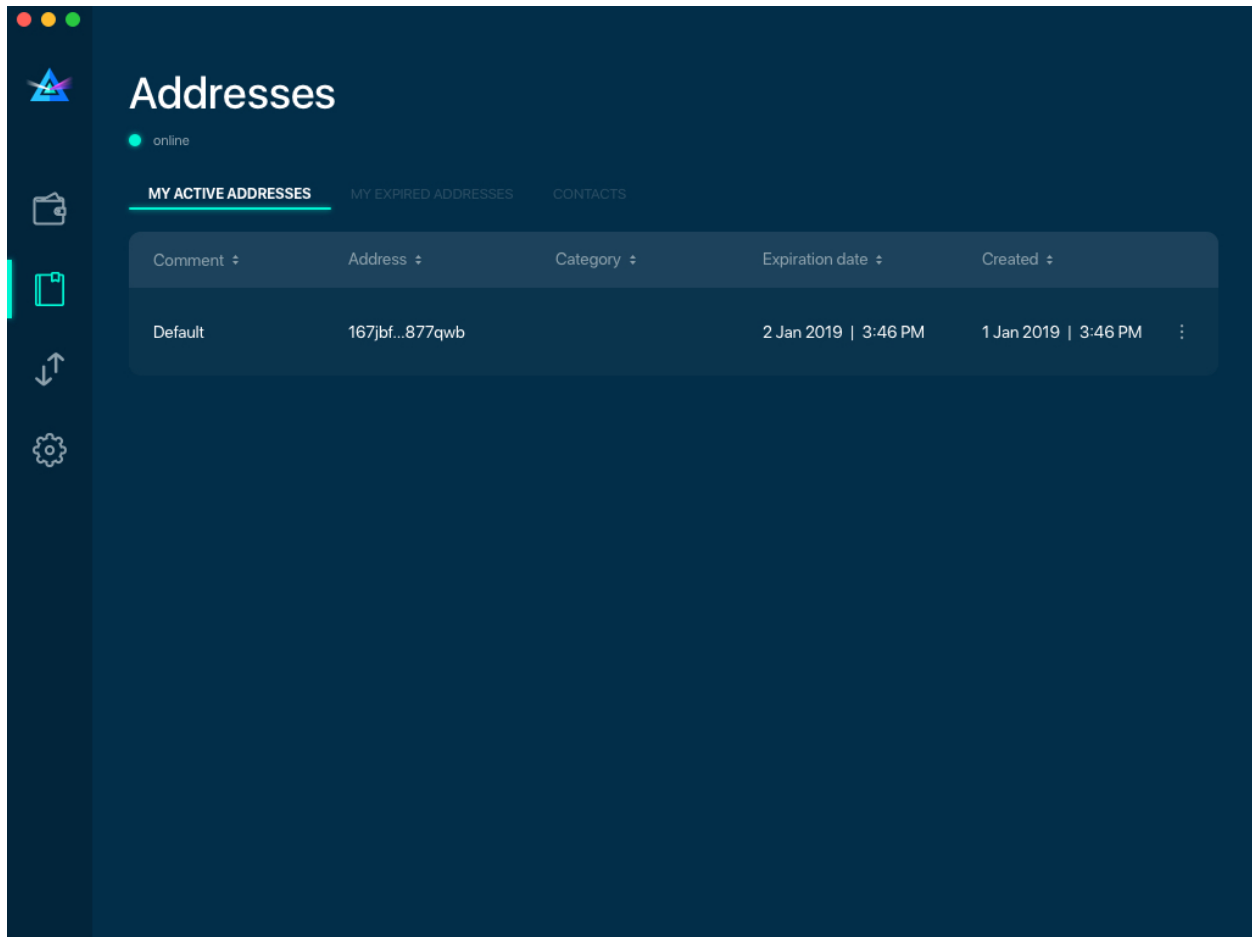 Addresses
online
MY ACTIVE ADDRESSES MY EXPIRED ADDRESSES CONTACTS
Comment Address Category Expiration date Created
Default 167jbf...877qwb 2 Jan 2019 | 3:46 PM 1 Jan 2019 | 3:46 PM